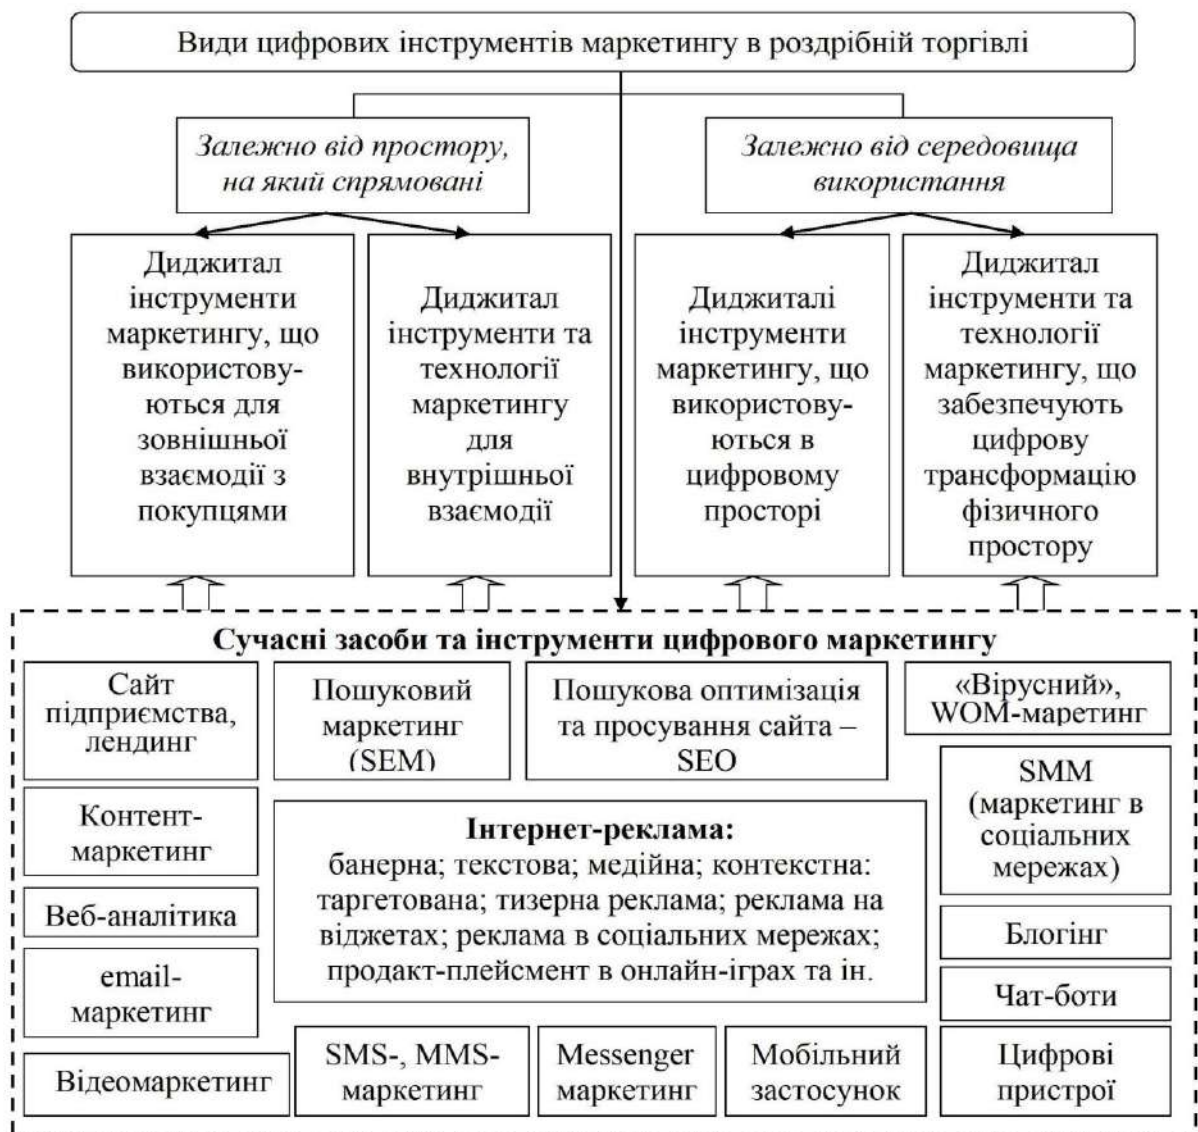 Види цифрових інструментів маркетингу в роздрібній торгівлі
Залежно від простору,
на який спрямовані
Залежно від середовища
використання
Диджитал
інструменти
маркетингу, що
використову-
ються для
зовнішньої
взаємодії з
покупцями
Диджитал
інструменти та
технології
маркетингу
для
внутрішньої
взаємодії
Диджиталі
інструменти
маркетингу, що
використову-
ються в
цифровому
просторі
Диджитал
інструменти та
технології
маркетингу, що
забезпечують
цифрову
трансформацію
фізичного
простору
Сучасні засоби та інструменти цифрового маркетингу
Сайт
підприємства,
лендинг
Пошуковий
маркетинг
(SEM)
Пошукова оптимізація
та просування сайта –
SEO
«Вірусний»,
WOM-маретинг
SMM
(маркетинг в
соціальних
мережах)
Контент-
маркетинг
Інтернет-реклама:
банерна; текстова; медійна; контекстна:
таргетована; тизерна реклама; реклама на
віджетах; реклама в соціальних мережах;
продакт-плейсмент в онлайн-іграх та ін.
Веб-аналітика
Блогінг
email-
маркетинг
Чат-боти
Відеомаркетинг
SMS-, MMS-
маркетинг
Messenger
маркетинг
Мобільний
застосунок
Цифрові
пристрої